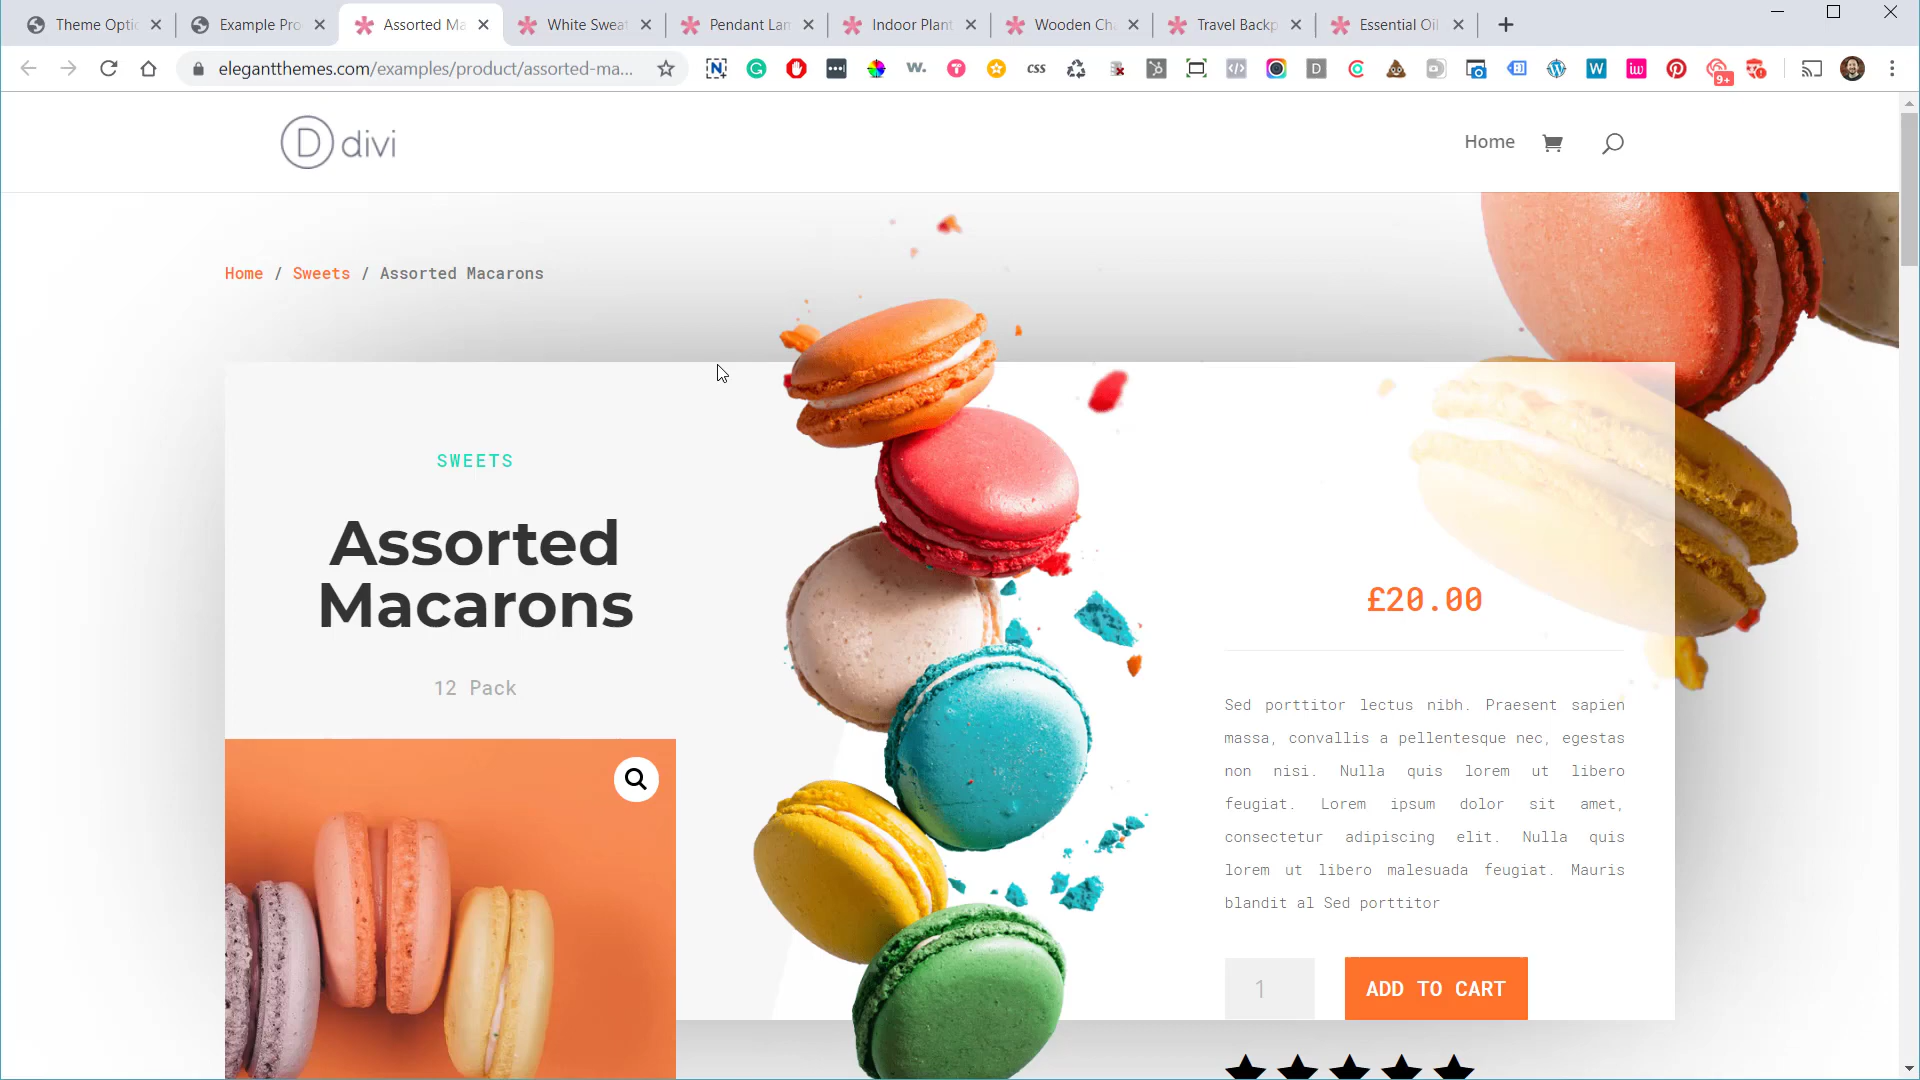 Theme Optio
Example Pro
Assorted Ma
White Sweat
Pendant Lam
Indoor Plant
Wooden Cha
Travel Backp
Essential Oil
elegantthemes.com/examples/product/assorted-ma...
css
9+
D divi
Home
Home / Sweets / Assorted Macarons
SWEETS
Assorted
Macarons
12 Pack
£20.00
Sed porttitor lectus nibh. Praesent sapien
massa, convallis a pellentesque nec, egestas
non nisi. Nulla quis lorem ut libero
feugiat. Lorem ipsum dolor sit amet,
consectetur adipiscing elit. Nulla quis
lorem ut libero malesuada feugiat. Mauris
blandit al Sed porttitor
1
ADD TO CART